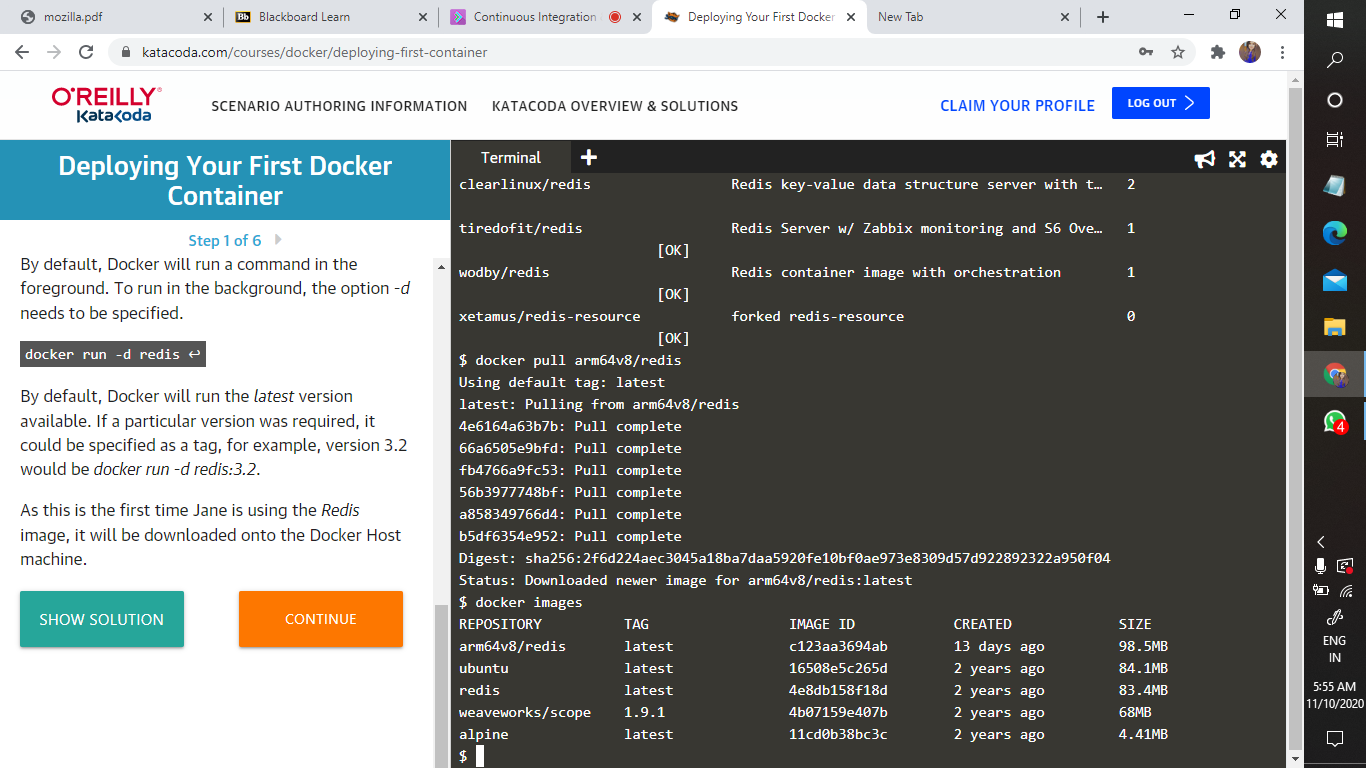 mozilla.pdf
Blackboard Learn
Continuous Integration
Deploying Your First Docker
New Tab
katacoda.com/courses/docker/deploying-first-container
O'REILLY
Katacoda
SCENARIO AUTHORING INFORMATION
KATACODA OVERVIEW & SOLUTIONS
CLAIM YOUR PROFILE
LOG OUT
Deploying Your First Docker
Container
Step 1 of 6
By default, Docker will run a command in the
foreground. To run in the background, the option -d
needs to be specified.
docker run -d redis ↩
By default, Docker will run the latest version
available. If a particular version was required, it
could be specified as a tag, for example, version 3.2
would be docker run -d redis:3.2.
As this is the first time Jane is using the Redis
image, it will be downloaded onto the Docker Host
machine.
SHOW SOLUTION
CONTINUE
Terminal
clearlinux/redis Redis key-value data structure server with t… 2
tiredofit/redis Redis Server w/ Zabbix monitoring and S6 Ove… 1
[OK]
wodby/redis Redis container image with orchestration 1
[OK]
xetamus/redis-resource forked redis-resource 0
[OK]
$ docker pull arm64v8/redis
Using default tag: latest
latest: Pulling from arm64v8/redis
4e6164a63b7b: Pull complete
66a6505e9bfd: Pull complete
fb4766a9fc53: Pull complete
56b3977748bf: Pull complete
a858349766d4: Pull complete
b5df6354e952: Pull complete
Digest: sha256:2f6d224aec3045a18ba7daa5920fe10bf0ae973e8309d57d922892322a950f04
Status: Downloaded newer image for arm64v8/redis:latest
$ docker images
REPOSITORY TAG IMAGE ID CREATED SIZE
arm64v8/redis latest c123aa3694ab 13 days ago 98.5MB
ubuntu latest 16508e5c265d 2 years ago 84.1MB
redis latest 4e8db158f18d 2 years ago 83.4MB
weaveworks/scope 1.9.1 4b07159e407b 2 years ago 68MB
alpine latest 11cd0b38bc3c 2 years ago 4.41MB
$
Bb
4
ENG
IN
5:55 AM
11/10/2020